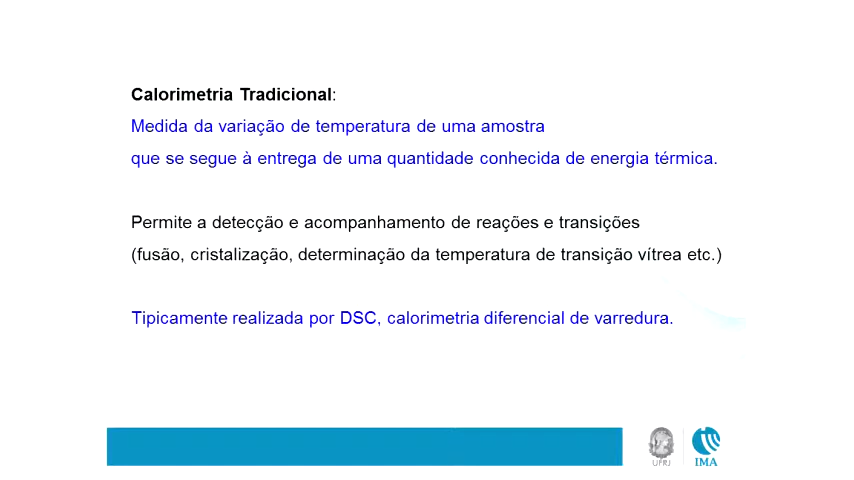 Calorimetria Tradicional:
Medida da variação de temperatura de uma amostra
que se segue à entrega de uma quantidade conhecida de energia térmica.
Permite a detecção e acompanhamento de reações e transições
(fusão, cristalização, determinação da temperatura de transição vítrea etc.)
Tipicamente realizada por DSC, calorimetria diferencial de varredura.
UFRJ
IMA